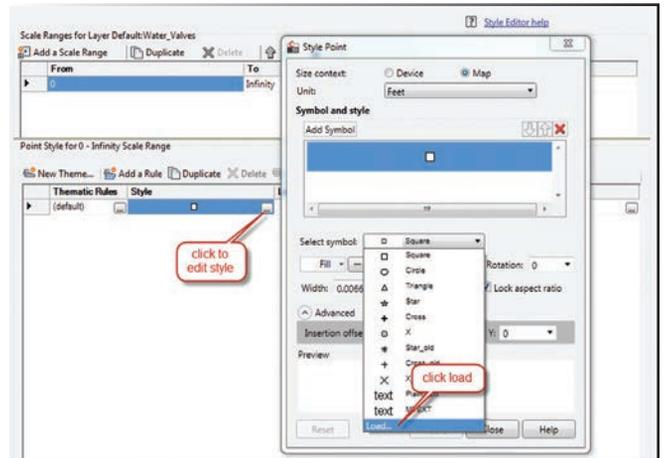 Style Editor help
Scale Ranges for Layer Default:Water_Valves
Add a Scale Range Duplicate Delete
From To
0 Infinity
Point Style for 0 - Infinity Scale Range
New Theme... Add a Rule Duplicate Delete
Thematic Rules Style
(default)
click to
edit style
Style Point
Size context: Device Map
Unit: Feet
Symbol and style
Add Symbol
Select symbol: Square
Fill Rotation: 0
Width: 0.0066 Lock aspect ratio
Advanced
Insertion offse Y: 0
Preview
Square
Circle
Triangle
Star
Cross
X
Star_old
text
text
Load...
click load
Reset Close Help